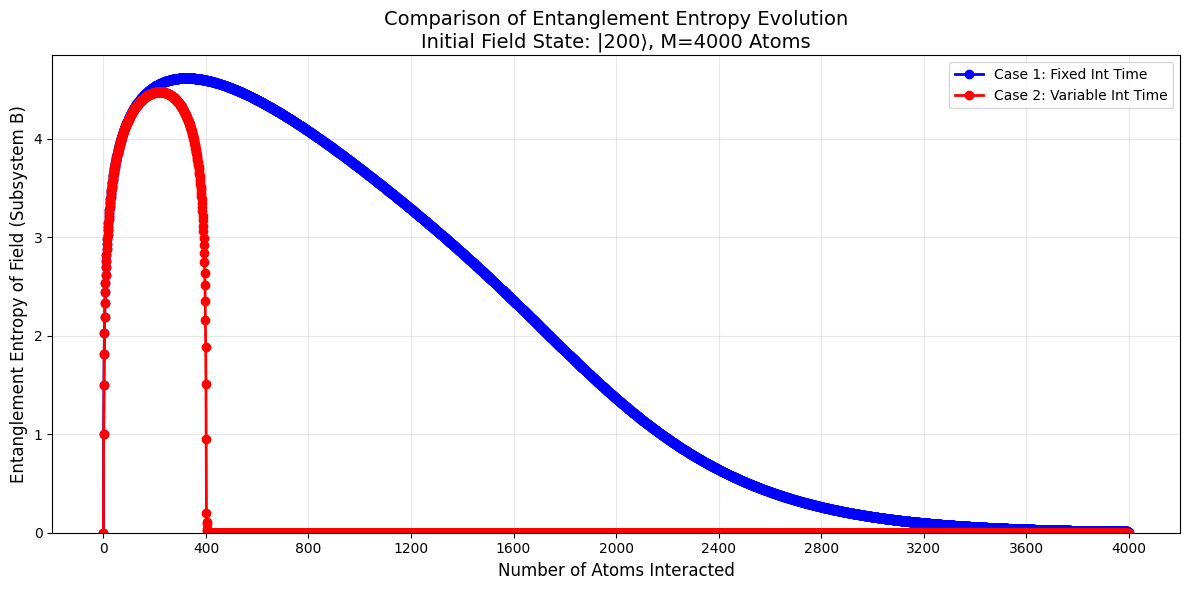 Comparison of Entanglement Entropy Evolution
Initial Field State: |200⟩, M=4000 Atoms
Entanglement Entropy of Field (Subsystem B)
Case 1: Fixed Int Time
Case 2: Variable Int Time
4
3
2
1
0
0 400 800 1200 1600 2000 2400 2800 3200 3600 4000
Number of Atoms Interacted